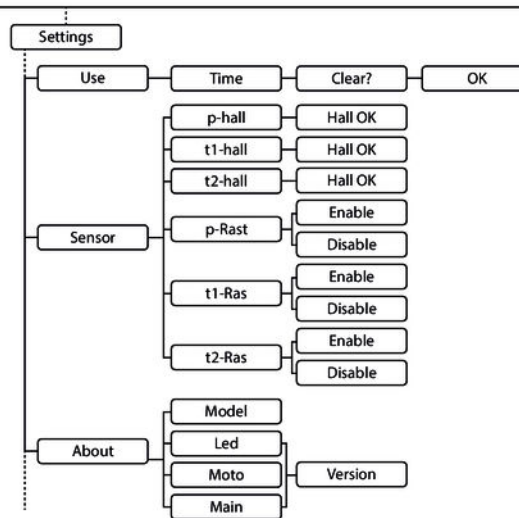 Settings
Use
Time
Clear?
OK
Sensor
p-hall
Hall OK
t1-hall
Hall OK
t2-hall
Hall OK
p-Rast
Enable
Disable
t1-Ras
Enable
Disable
t2-Ras
Enable
Disable
About
Model
Led
Moto
Main
Version